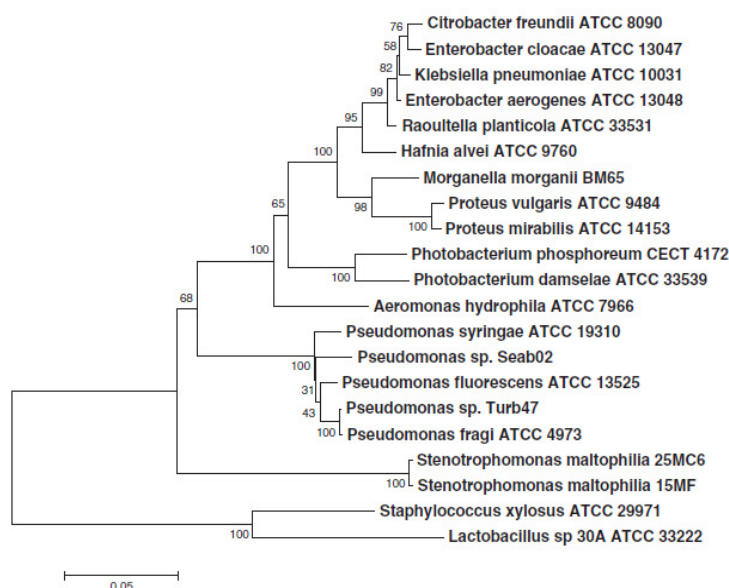 76
Citrobacter freundii ATCC 8090
58
Enterobacter cloacae ATCC 13047
82
Klebsiella pneumoniae ATCC 10031
99
Enterobacter aerogenes ATCC 13048
95
Raoultella planticola ATCC 33531
100
Hafnia alvei ATCC 9760
Morganella morganii BM65
98
Proteus vulgaris ATCC 9484
65
100
Proteus mirabilis ATCC 14153
100
Photobacterium phosphoreum CECT 4172
100
Photobacterium damselae ATCC 33539
68
Aeromonas hydrophila ATCC 7966
Pseudomonas syringae ATCC 19310
100
Pseudomonas sp. Seab02
31
Pseudomonas fluorescens ATCC 13525
43
Pseudomonas sp. Turb47
100
Pseudomonas fragi ATCC 4973
Stenotrophomonas maltophilia 25MC6
100
Stenotrophomonas maltophilia 15MF
Staphylococcus xylosus ATCC 29971
100
Lactobacillus sp 30A ATCC 33222
0.05